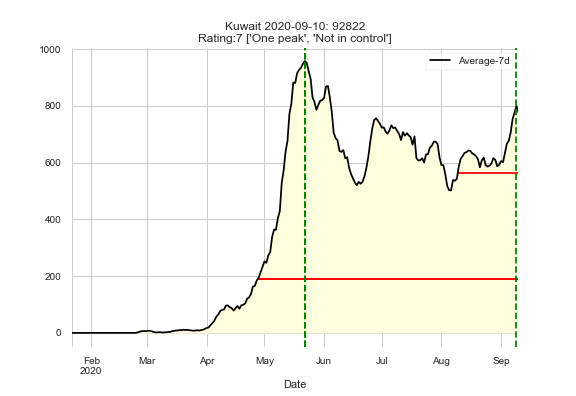 Kuwait 2020-09-10: 92822
Rating:7 ['One peak', 'Not in control']
Average-7d
1000
800
600
400
200
0
Feb Mar Apr May Jun Jul Aug Sep
2020
Date